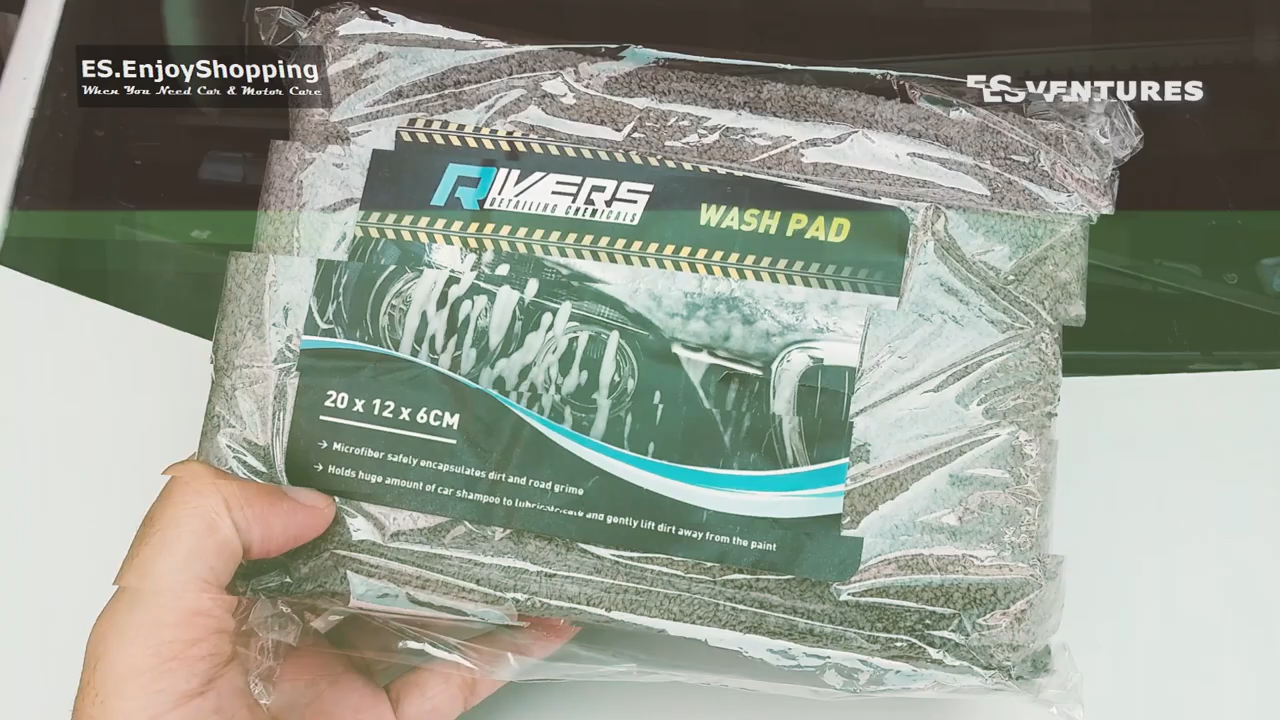 ES.EnjoyShopping
When You Need Car & Motor Care
ES VENTURES
RIVERS
DETAILING CHEMICALS
WASH PAD
20 x 12 x 6CM
→ Microfiber safely encapsulates dirt and road grime
→ Holds huge amount of car shampoo to lubricate and gently lift dirt away from the paint